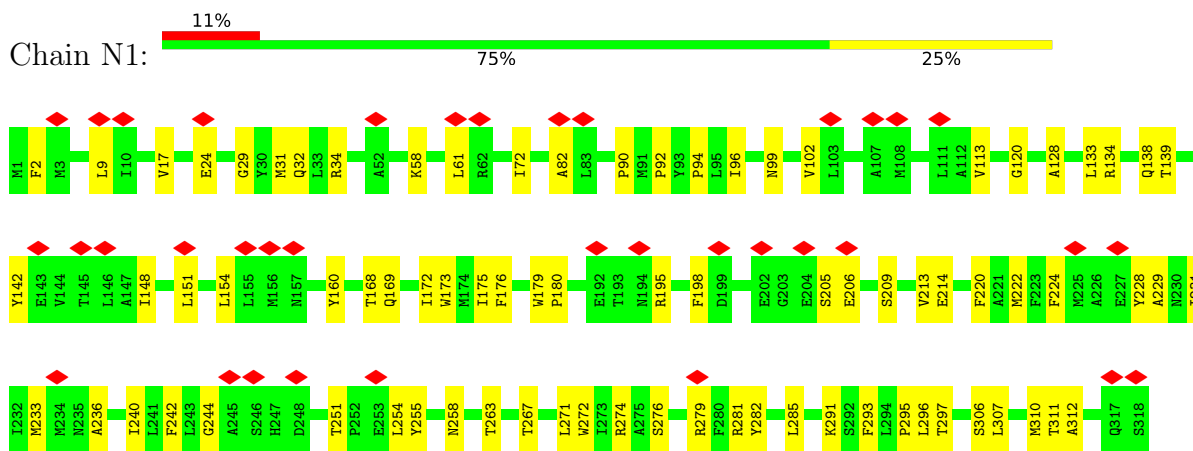 11%
Chain N1:
75% 25%
M1 F2 M3 L9 I10 V17 E24 G29 Y30 M31 Q32 L33 R34 A52 K58 L61 R62 I72 A82 L83 P90 M91 P92 Y93 P94 L95 I96 N99 V102 L103 A107 M108 L111 A112 V113 G120 A128 L133 R134 Q138 T139
Y142 E143 V144 T145 L146 A147 I148 L151 L154 L155 M156 N157 Y160 T168 Q169 I172 W173 M174 I175 F176 W179 P180 E192 T193 N194 R195 F198 D199 E202 G203 E204 S205 E206 S209 V213 E214 F220 A221 M222 F223 F224 M225 A226 E227 Y228 A229 N230
I232 M233 M234 N235 A236 I240 L241 F242 L243 G244 A245 S246 H247 D248 T251 P252 E253 L254 Y255 N258 T263 T267 L271 W272 I273 R274 A275 S276 R279 F280 R281 Y282 L285 K291 S292 F293 L294 P295 L296 T297 S306 L307 M310 T311 A312 Q317 S318